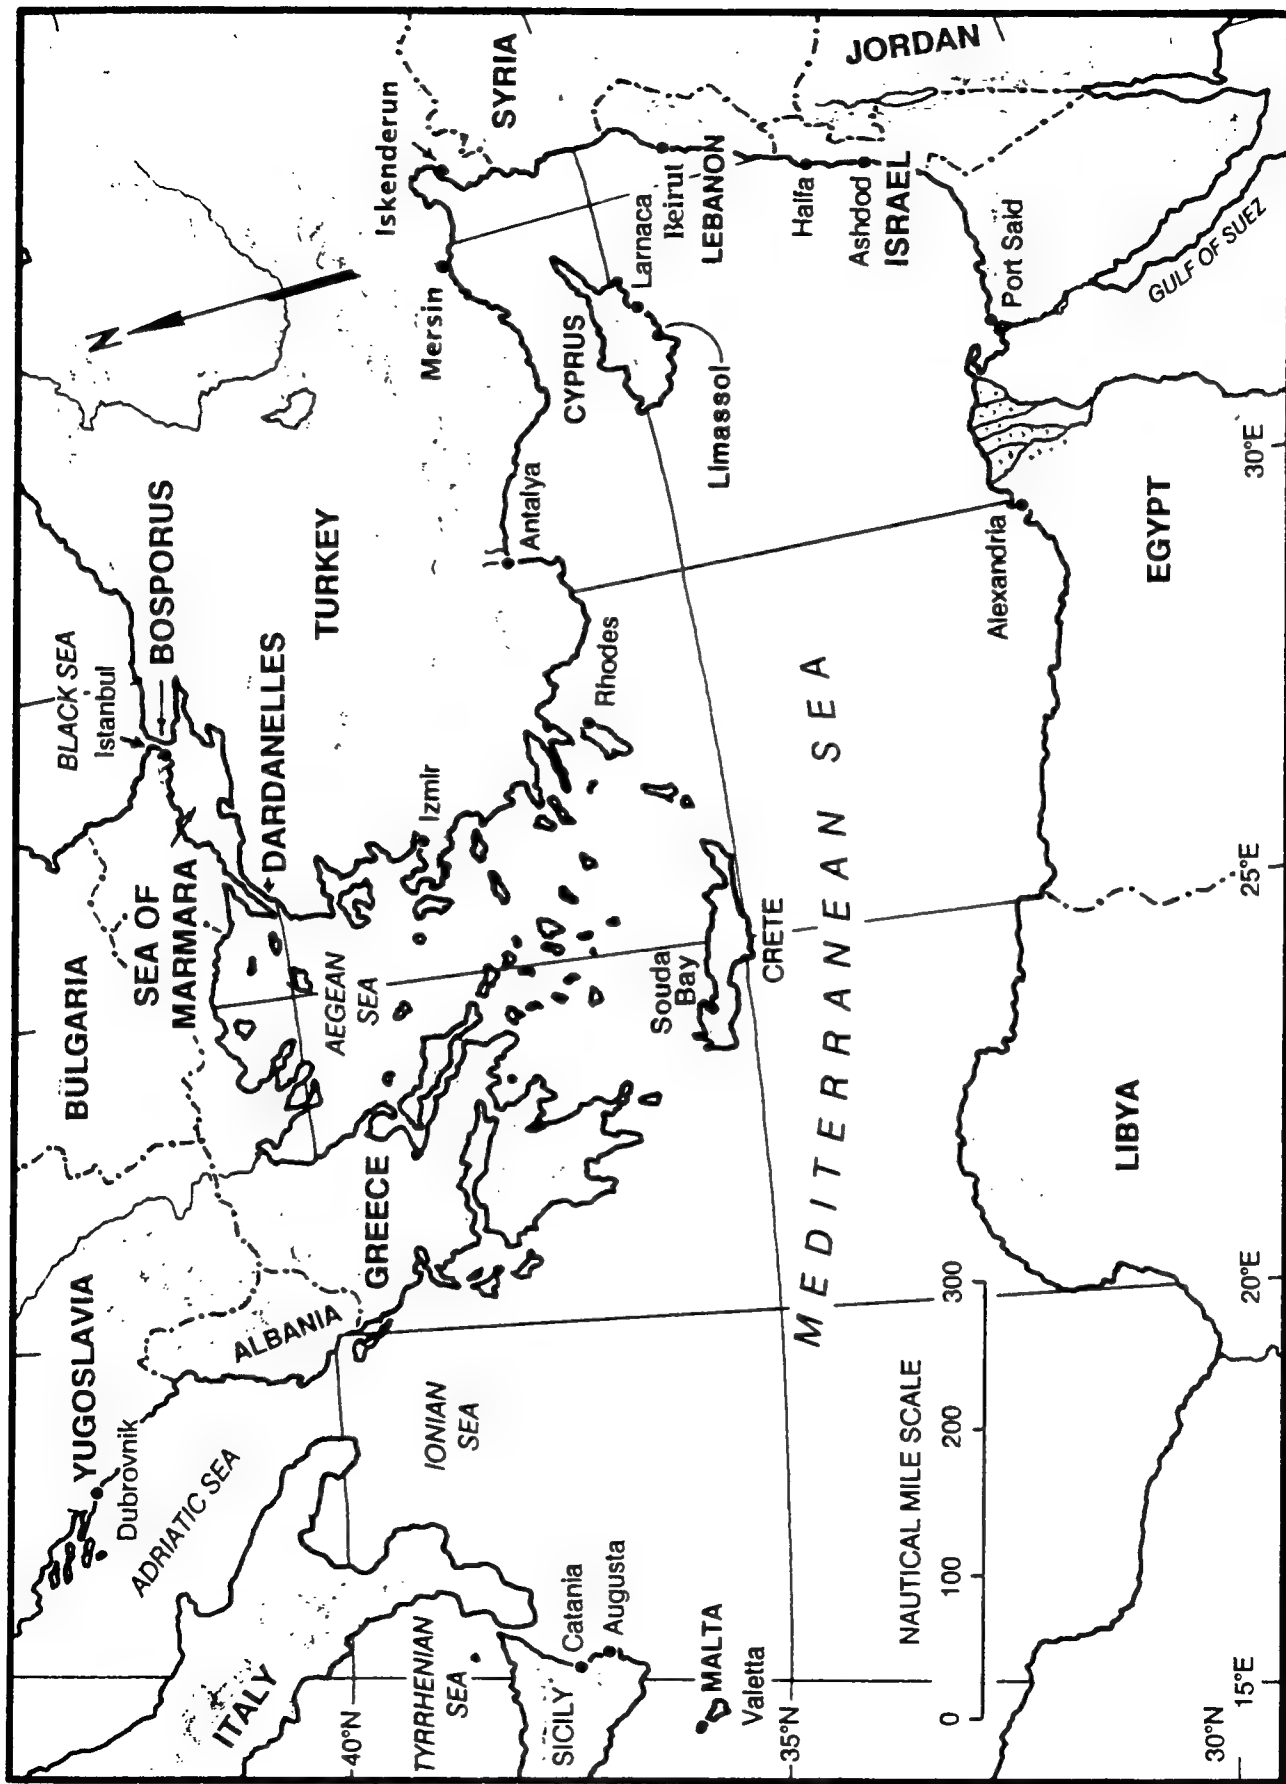 YUGOSLAVIA
Dubrovnik
ADRIATIC SEA
ITALY
ALBANIA
BULGARIA
BLACK SEA
Istanbul
BOSPORUS
SEA OF
MARMARA
DARDANELLES
TURKEY
N
GREECE
AEGEAN
SEA
Izmir
IONIAN
SEA
TYRRHENIAN
SEA
40°N
SICILY
Catania
Augusta
MALTA
Valetta
35°N
Antalya
Rhodes
Mersin
Iskenderun
SYRIA
CYPRUS
Larnaca
Limassol
Beirut
LEBANON
Haifa
Ashdod
ISRAEL
JORDAN
Souda
Bay
CRETE
MEDITERRANEAN SEA
Port Said
GULF OF SUEZ
Alexandria
EGYPT
LIBYA
NAUTICAL MILE SCALE
0 100 200 300
30°N
15°E
20°E
25°E
30°E